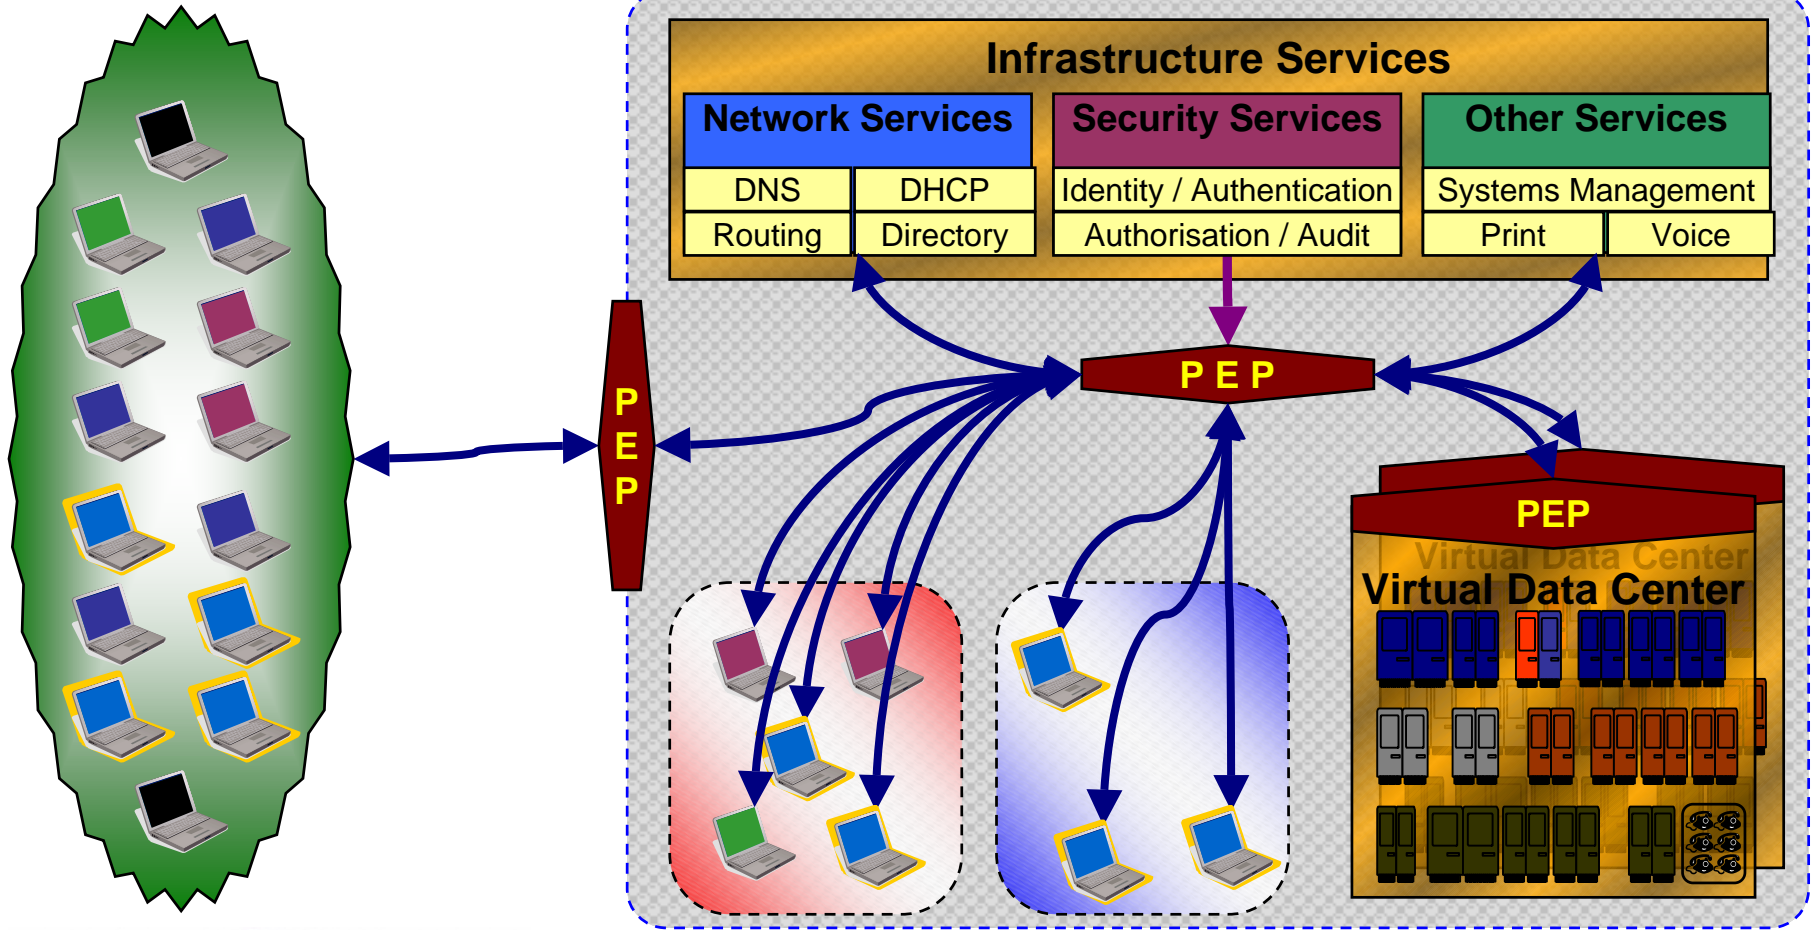 Infrastructure Services
Network Services
Security Services
Other Services
DNS
DHCP
Identity / Authentication
Systems Management
Routing
Directory
Authorisation / Audit
Print
Voice
P E P
P
E
P
PEP
Virtual Data Center
Virtual Data Center